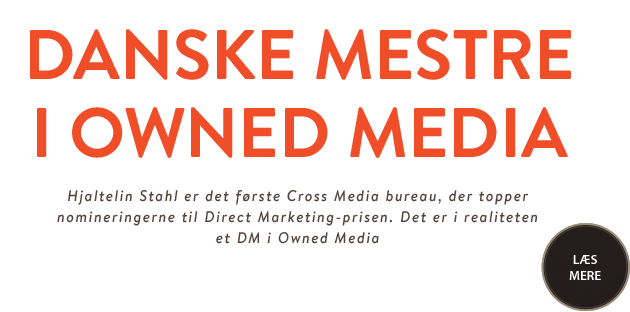 DANSKE MESTRE
I OWNED MEDIA
Hjaltelin Stahl er det første Cross Media bureau, der topper
nomineringerne til Direct Marketing-prisen. Det er i realiteten
et DM i Owned Media
LÆS
MERE